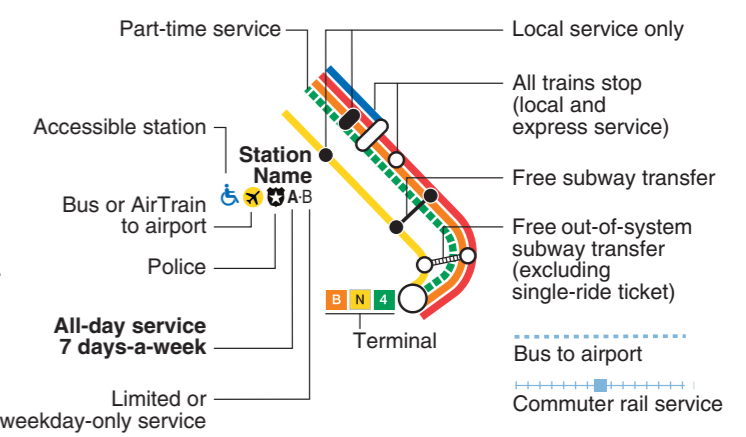 Part-time service
Local service only
All trains stop
(local and
express service)
Accessible station
Station
Name
A·B
Free subway transfer
Bus or AirTrain
to airport
Free out-of-system
subway transfer
(excluding
single-ride ticket)
Police
B N 4
Terminal
All-day service
7 days-a-week
Bus to airport
Limited or
weekday-only service
Commuter rail service